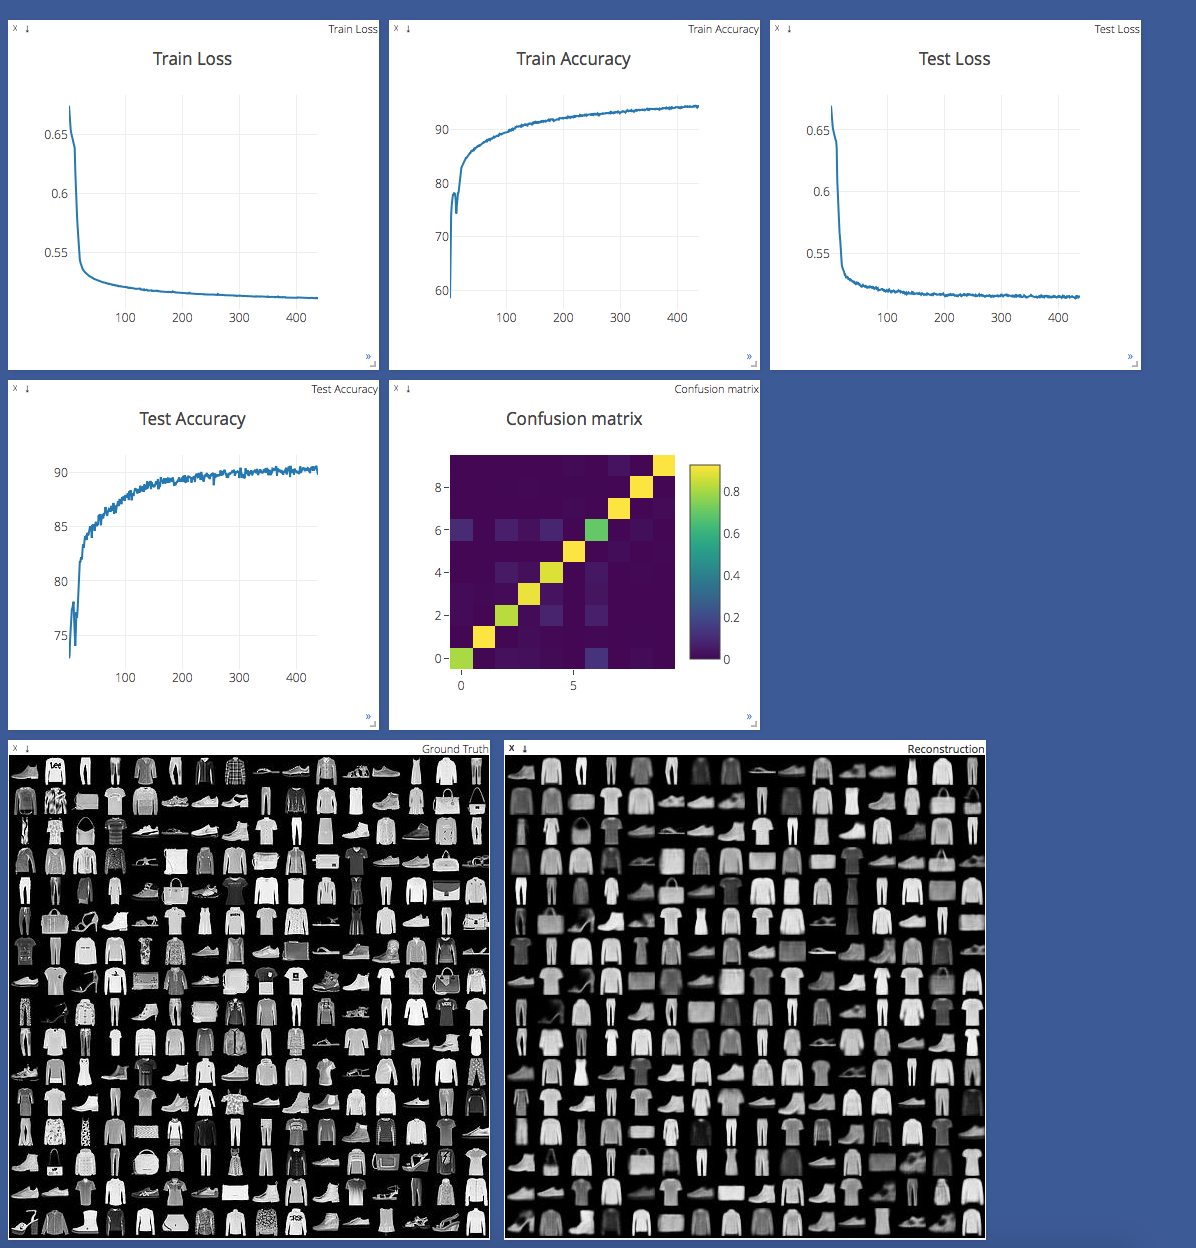 x ↓ Train Loss
Train Loss
0.65
0.6
0.55
100 200 300 400
»
x ↓ Train Accuracy
Train Accuracy
90
80
70
60
100 200 300 400
»
x ↓ Test Loss
Test Loss
0.65
0.6
0.55
100 200 300 400
»
x ↓ Test Accuracy
Test Accuracy
90
85
80
75
100 200 300 400
»
x ↓ Confusion matrix
Confusion matrix
8
6
4
2
0
0 5
0.8
0.6
0.4
0.2
0
»
x ↓ Ground Truth
Lee
x ↓ Reconstruction